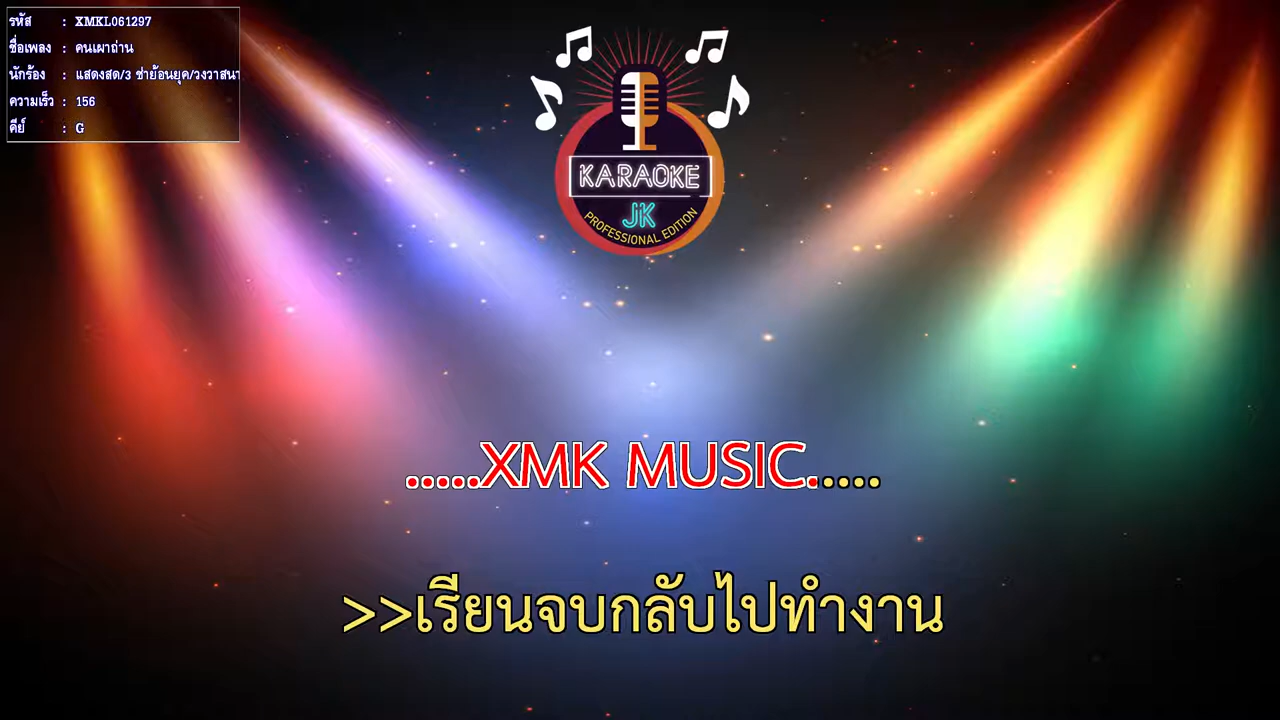 รหัส : XMKL061297
ชื่อเพลง : คนเผาถ่าน
นักร้อง : แสดงสด/3 ช่าย้อนยุค/วงวาสนา
ความเร็ว : 156
คีย์ : G
KARAOKE
JK
PROFESSIONAL EDITION
.....XMK MUSIC.....
>>เรียนจบกลับไปทำงาน